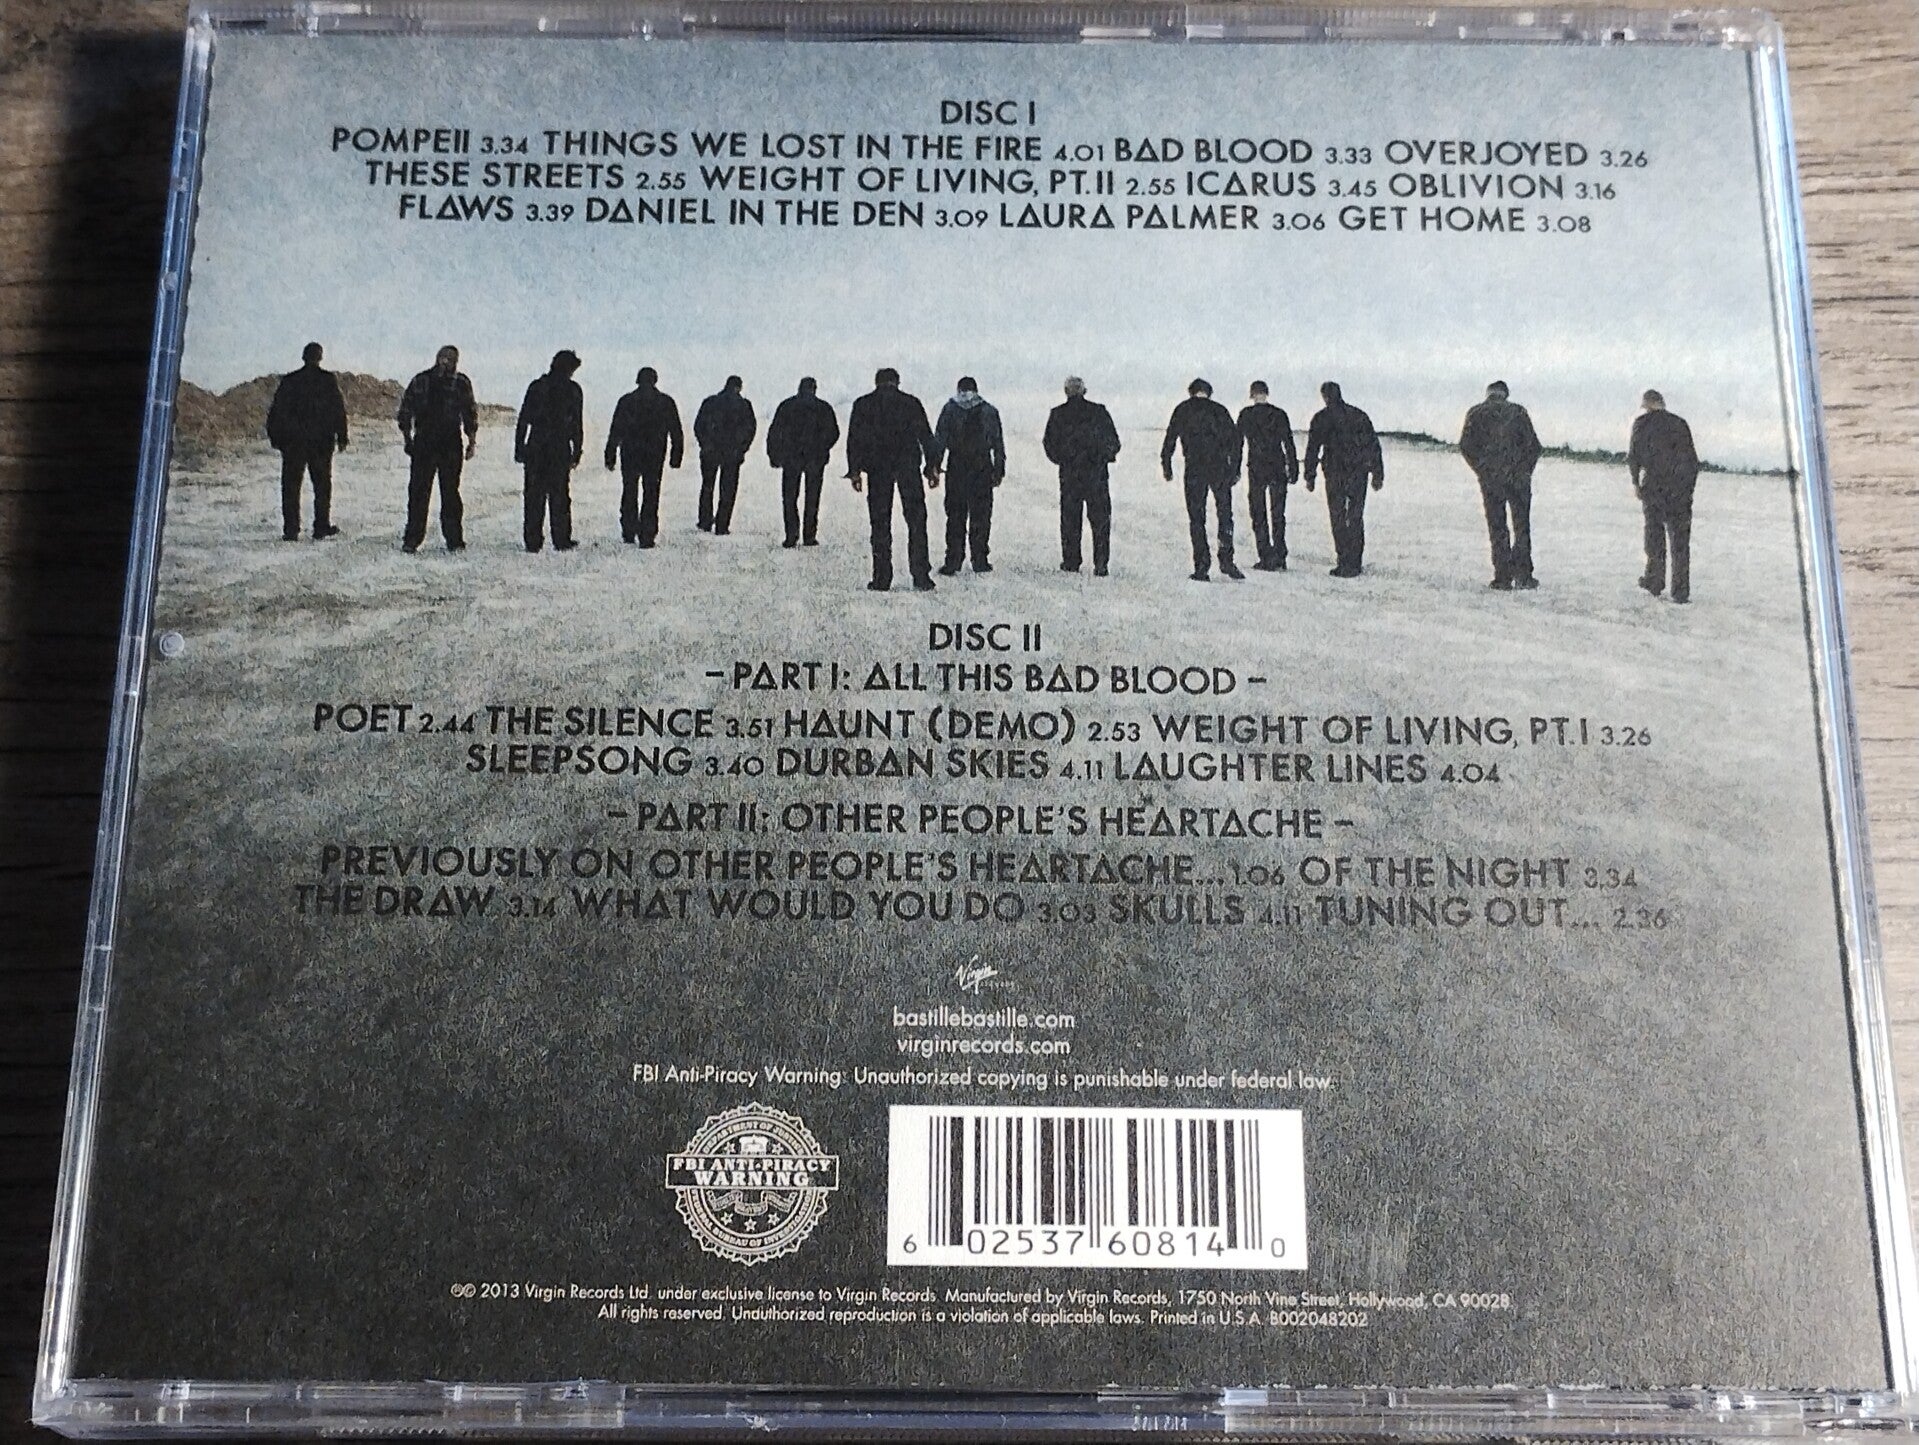 DISC I
POMPEII 3.34 THINGS WE LOST IN THE FIRE 4.01 BAD BLOOD 3.33 OVERJOYED 3.26
THESE STREETS 2.55 WEIGHT OF LIVING, PT.II 2.55 ICARUS 3.45 OBLIVION 3.16
FLAWS 3.39 DANIEL IN THE DEN 3.09 LAURA PALMER 3.06 GET HOME 3.08
DISC II
– PART I: ALL THIS BAD BLOOD –
POET 2.44 THE SILENCE 3.51 HAUNT (DEMO) 2.53 WEIGHT OF LIVING, PT.I 3.26
SLEEPSONG 3.40 DURBAN SKIES 4.11 LAUGHTER LINES 4.04
– PART II: OTHER PEOPLE'S HEARTACHE –
PREVIOUSLY ON OTHER PEOPLE'S HEARTACHE... 1.06 OF THE NIGHT 3.34
THE DRAW 3.14 WHAT WOULD YOU DO 3.03 SKULLS 4.11 TUNING OUT... 2.36
Virgin
bastillebastille.com
virginrecords.com
FBI Anti-Piracy Warning: Unauthorized copying is punishable under federal law.
DEPARTMENT OF JUSTICE
FBI ANTI-PIRACY
WARNING
FEDERAL BUREAU OF INVESTIGATION
6 02537 60814 0
℗© 2013 Virgin Records Ltd. under exclusive license to Virgin Records. Manufactured by Virgin Records, 1750 North Vine Street, Hollywood, CA 90028
All rights reserved. Unauthorized reproduction is a violation of applicable laws. Printed in U.S.A. B002048202